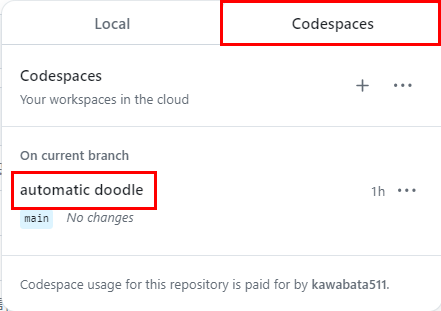 Local
Codespaces
Codespaces
Your workspaces in the cloud
On current branch
automatic doodle
1h
main
No changes
Codespace usage for this repository is paid for by kawabata511.